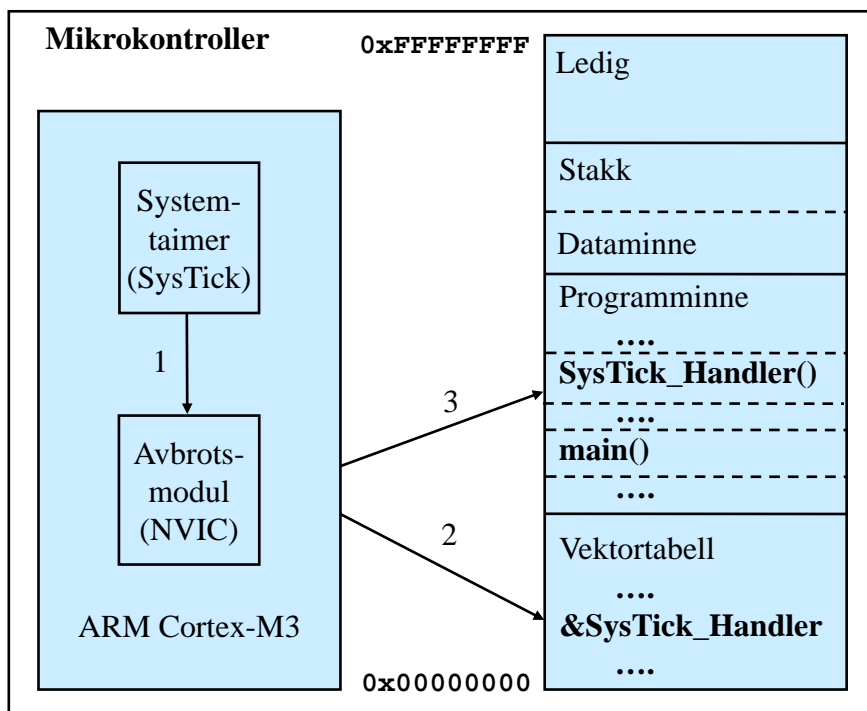 Mikrokontroller
0xFFFFFFFF
System-
taimer
(SysTick)
1
Avbrots-
modul
(NVIC)
ARM Cortex-M3
3
2
Ledig
Stakk
Dataminne
Programminne
....
SysTick_Handler()
....
main()
....
Vektortabell
....
&SysTick_Handler
....
0x00000000